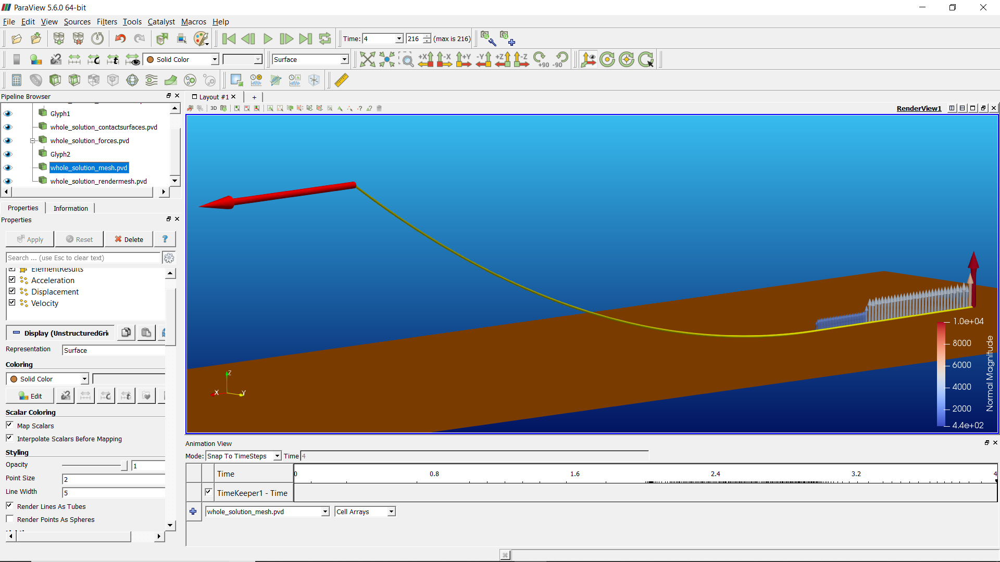 ParaView 5.6.0 64-bit
File Edit View Sources Filters Tools Catalyst Macros Help
Time: 4 216 (max is 216)
Solid Color Surface +X -X +Y -Y +Z -Z +90 -90
Pipeline Browser
Layout #1 +
3D
RenderView1
Glyph1
whole_solution_contactsurfaces.pvd
whole_solution_forces.pvd
Glyph2
whole_solution_mesh.pvd
whole_solution_rendermesh.pvd
Properties Information
Properties
Apply Reset Delete ?
Search ... (use Esc to clear text)
ElementResults
Acceleration
Displacement
Velocity
Display (UnstructuredGri
Representation Surface
Coloring
Solid Color
Edit
Scalar Coloring
Map Scalars
Interpolate Scalars Before Mapping
Styling
Opacity 1
Point Size 2
Line Width 5
Render Lines As Tubes
Render Points As Spheres
Z
X
Y
1.0e+04
8000
6000
4000
2000
4.4e+02
Normal Magnitude
Animation View
Mode: Snap To TimeSteps Time 4
Time 0 0.8 1.6 2.4 3.2 4
TimeKeeper1 - Time
whole_solution_mesh.pvd Cell Arrays